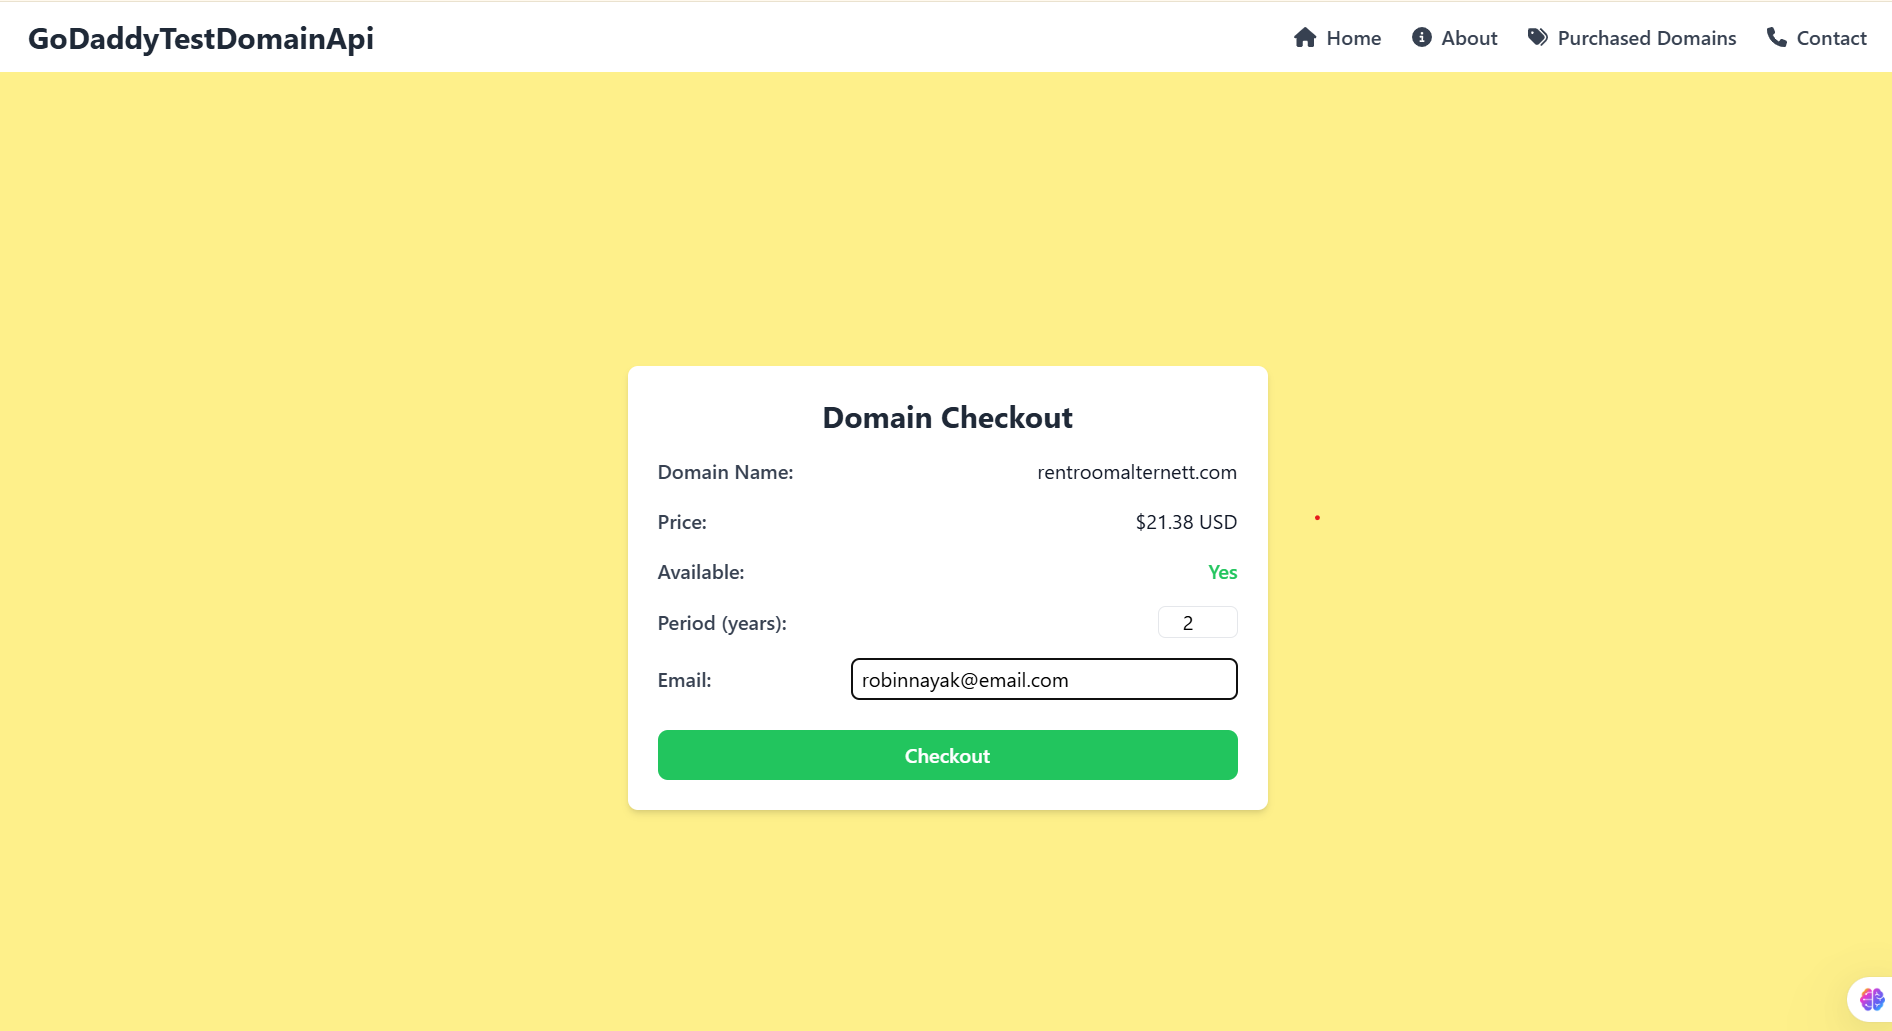 GoDaddyTestDomainApi
Home About Purchased Domains Contact
Domain Checkout
Domain Name: rentroomalternett.com
Price: $21.38 USD
Available: Yes
Period (years): 2
Email: robinnayak@email.com
Checkout